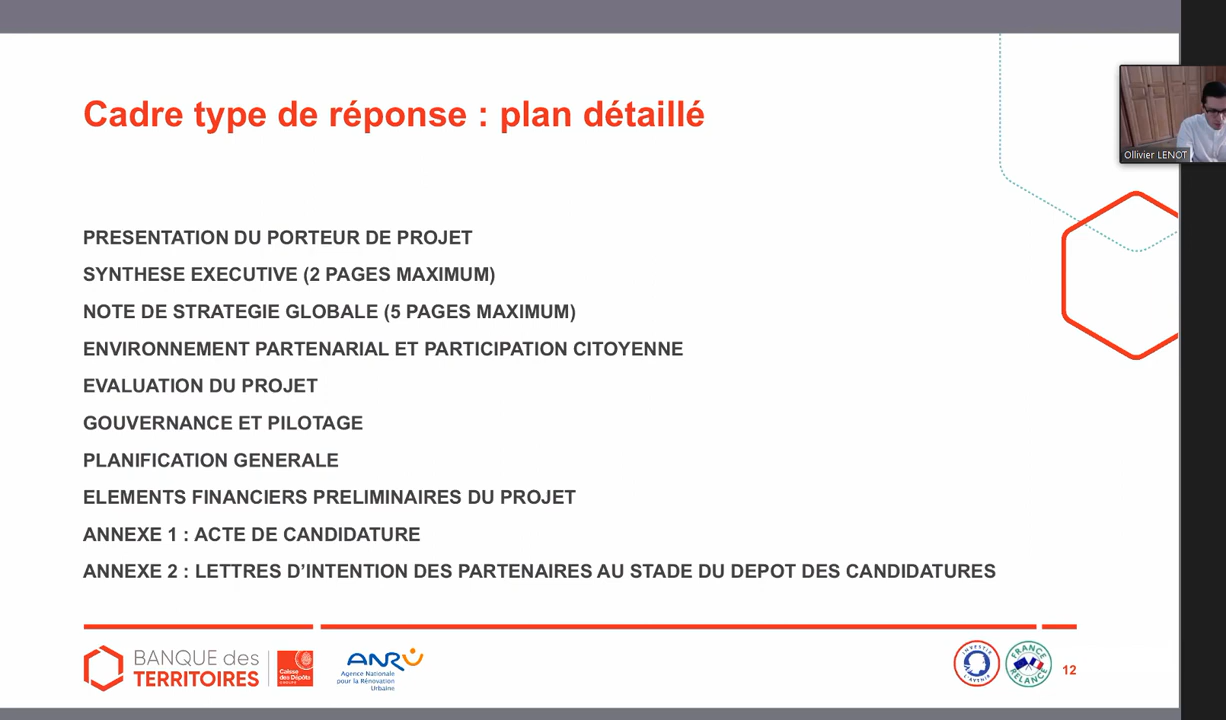 Cadre type de réponse : plan détaillé
Ollivier LENOT
PRESENTATION DU PORTEUR DE PROJET
SYNTHESE EXECUTIVE (2 PAGES MAXIMUM)
NOTE DE STRATEGIE GLOBALE (5 PAGES MAXIMUM)
ENVIRONNEMENT PARTENARIAL ET PARTICIPATION CITOYENNE
EVALUATION DU PROJET
GOUVERNANCE ET PILOTAGE
PLANIFICATION GENERALE
ELEMENTS FINANCIERS PRELIMINAIRES DU PROJET
ANNEXE 1 : ACTE DE CANDIDATURE
ANNEXE 2 : LETTRES D’INTENTION DES PARTENAIRES AU STADE DU DEPOT DES CANDIDATURES
BANQUE des
TERRITOIRES
Caisse
des Dépôts
GROUPE
ANRU
Agence Nationale
pour la Rénovation
Urbaine
INVESTIR
L'AVENIR
FRANCE
RELANCE
12